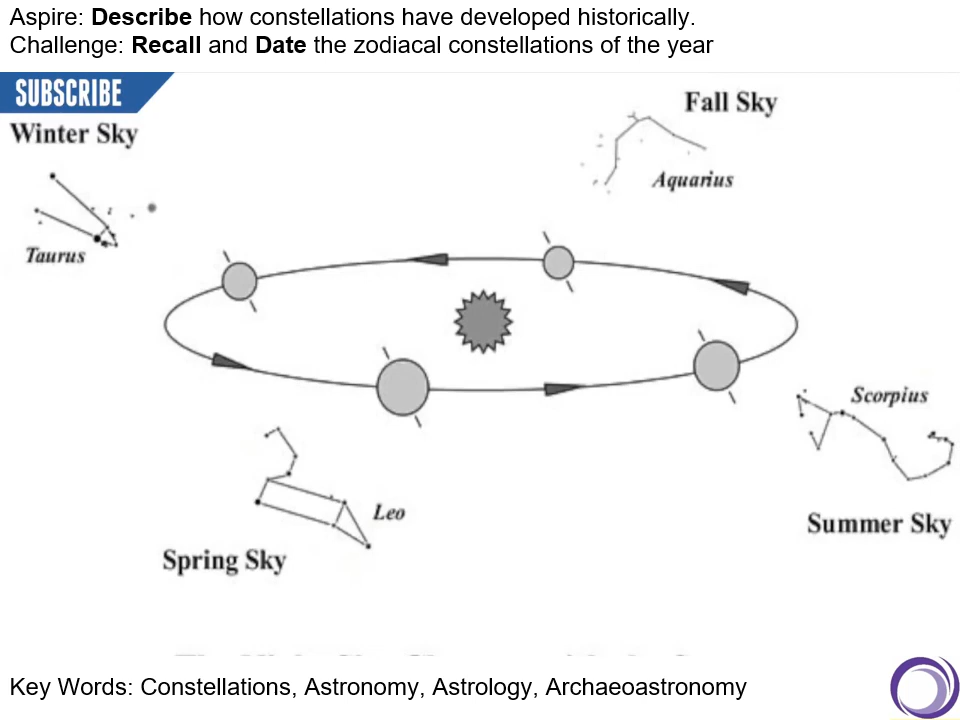 Aspire: Describe how constellations have developed historically.
Challenge: Recall and Date the zodiacal constellations of the year
SUBSCRIBE
Winter Sky
Fall Sky
Aquarius
Taurus
Scorpius
Leo
Summer Sky
Spring Sky
Key Words: Constellations, Astronomy, Astrology, Archaeoastronomy